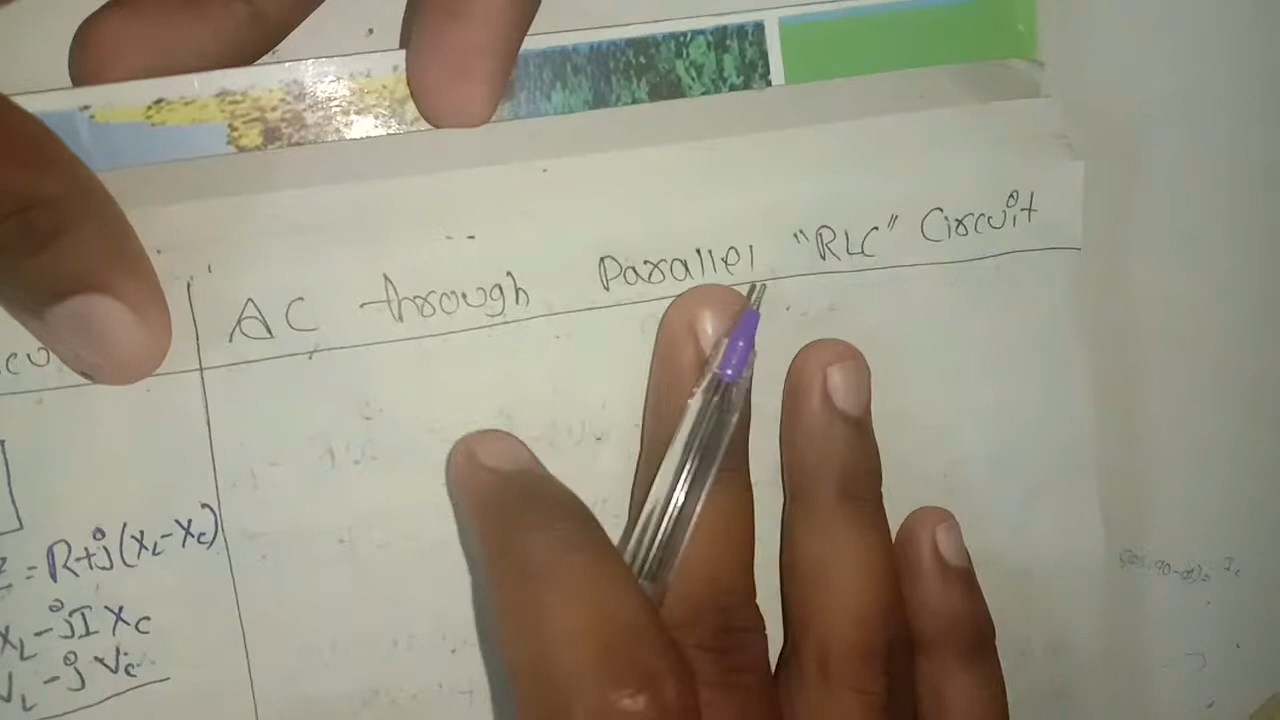 AC through Parallel "RLC" Circuit
= R+j(XL-XC)
XL-jIXC
VL-jVC